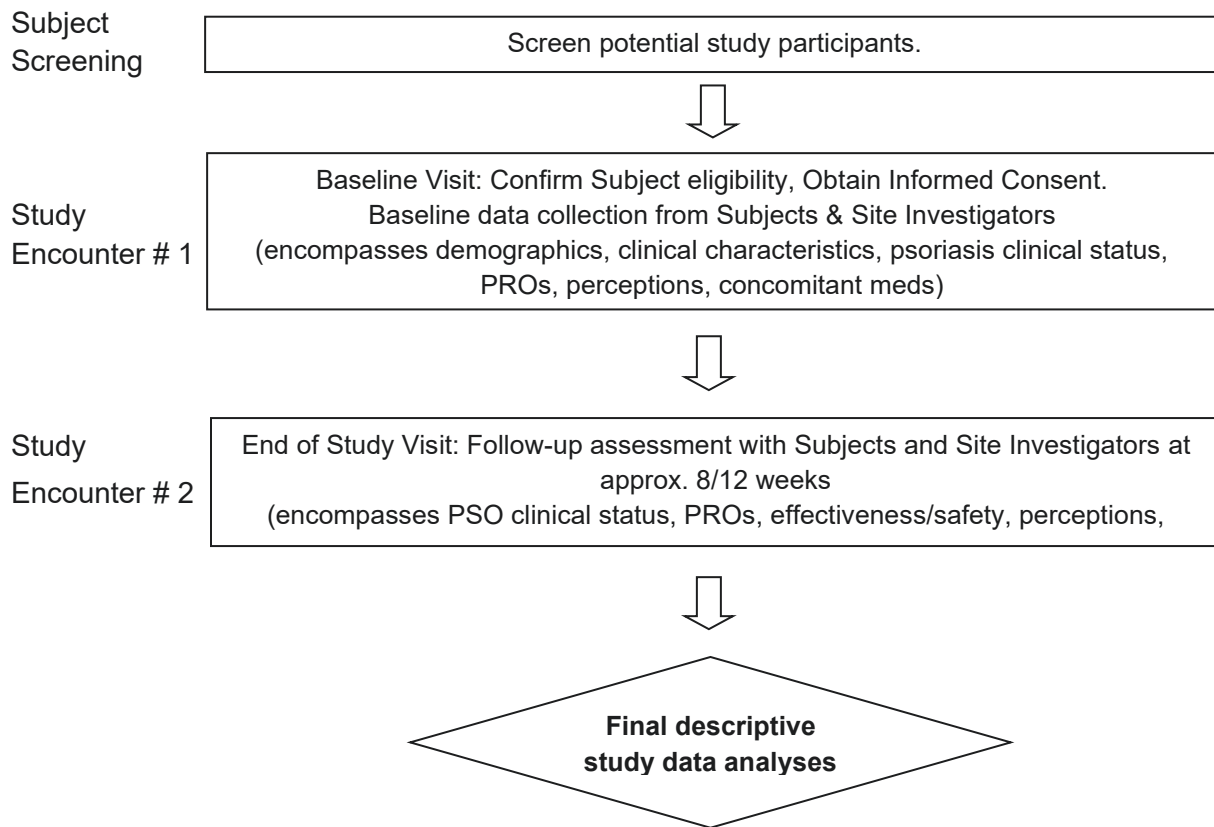 Subject
Screening
Screen potential study participants.
Study
Encounter # 1
Baseline Visit: Confirm Subject eligibility, Obtain Informed Consent.
Baseline data collection from Subjects & Site Investigators
(encompasses demographics, clinical characteristics, psoriasis clinical status,
PROs, perceptions, concomitant meds)
Study
Encounter # 2
End of Study Visit: Follow-up assessment with Subjects and Site Investigators at
approx. 8/12 weeks
(encompasses PSO clinical status, PROs, effectiveness/safety, perceptions,
Final descriptive
study data analyses